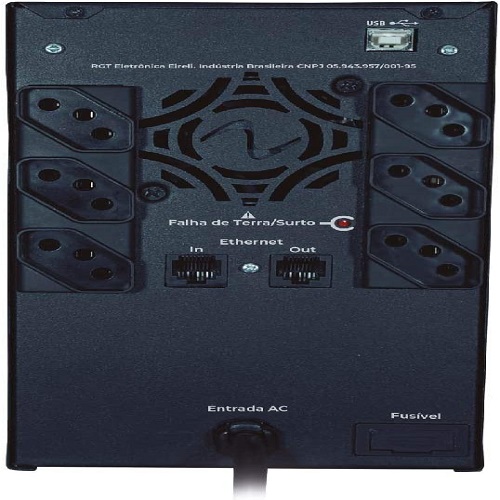 USB
RGT Eletrônica Eireli. Indústria Brasileira CNPJ 05.943.957/001-95
Falha de Terra/Surto
Ethernet
In
Out
Entrada AC
Fusível